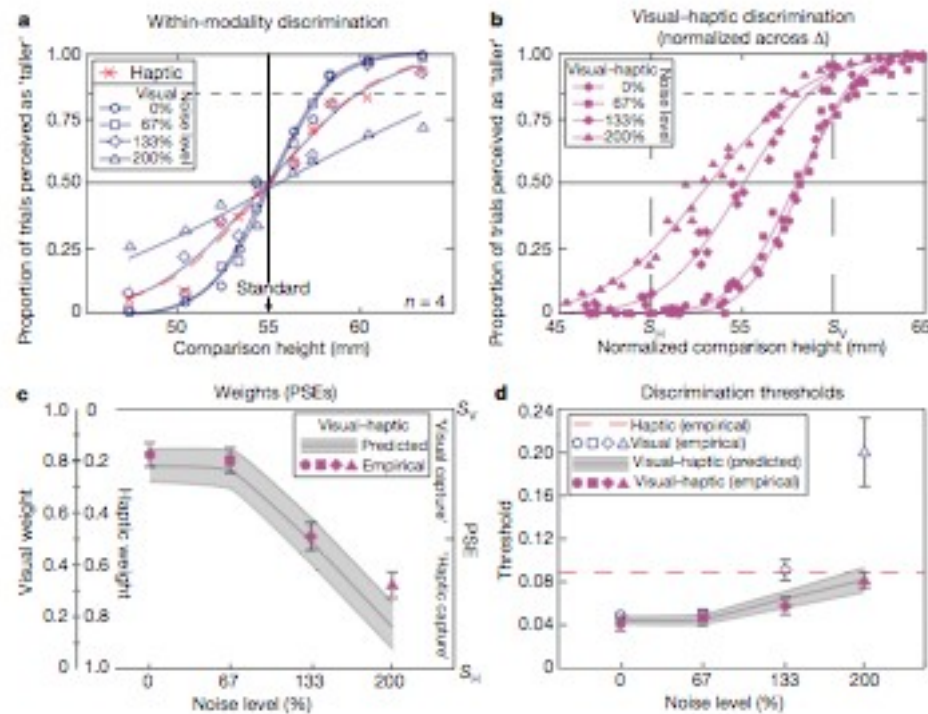 a
Within-modality discrimination
Proportion of trials perceived as 'taller'
1.00
0.75
0.50
0.25
0
Haptic
Visual
0%
67%
133%
200%
Noise level
Standard
n = 4
50
55
60
Comparison height (mm)
b
Visual–haptic discrimination
(normalized across Δ)
Proportion of trials perceived as 'taller'
1.00
0.75
0.50
0.25
0
Visual–haptic
0%
67%
133%
200%
Noise level
45
S_H
55
S_V
65
Normalized comparison height (mm)
c
Weights (PSEs)
Visual weight
1.0
0.8
0.6
0.4
0.2
0
Haptic weight
0
0.2
0.4
0.6
0.8
1.0
Visual–haptic
Predicted
Empirical
S_V
'Visual capture'
PSE
'Haptic capture'
S_H
0
67
133
200
Noise level (%)
d
Discrimination thresholds
Threshold
0.24
0.20
0.16
0.12
0.08
0.04
0
Haptic (empirical)
Visual (empirical)
Visual–haptic (predicted)
Visual–haptic (empirical)
0
67
133
200
Noise level (%)